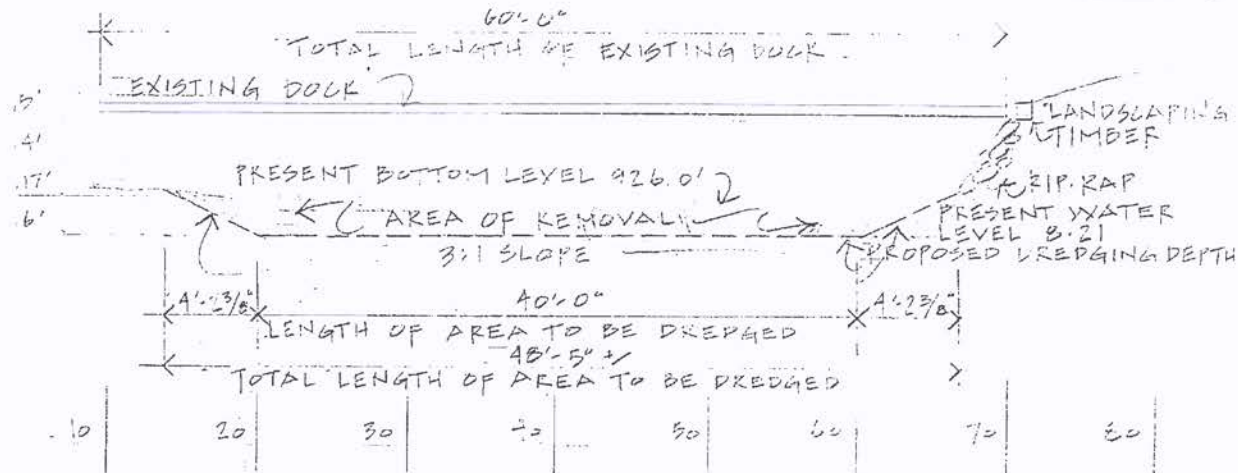 60'-0"
TOTAL LENGTH OF EXISTING DOCK
EXISTING DOCK
.5'
LANDSCAPING
TIMBER
.4'
.17'
PRESENT BOTTOM LEVEL 926.0'
RIP-RAP
.6'
AREA OF REMOVAL
PRESENT WATER
LEVEL 8.21
3:1 SLOPE
PROPOSED DREDGING DEPTH
4'-2 3/8"
40'-0"
4'-2 3/8"
LENGTH OF AREA TO BE DREDGED
48'-5" +/
TOTAL LENGTH OF AREA TO BE DREDGED
10 20 30 40 50 60 70 80